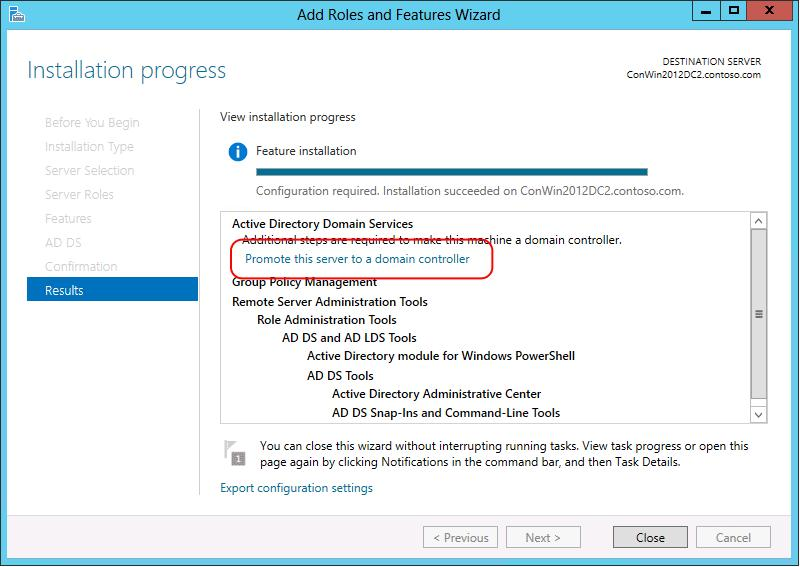 Add Roles and Features Wizard
Installation progress
DESTINATION SERVER
ConWin2012DC2.contoso.com
Before You Begin
Installation Type
Server Selection
Server Roles
Features
AD DS
Confirmation
Results
View installation progress
Feature installation
Configuration required. Installation succeeded on ConWin2012DC2.contoso.com.
Active Directory Domain Services
Additional steps are required to make this machine a domain controller.
Promote this server to a domain controller
Group Policy Management
Remote Server Administration Tools
Role Administration Tools
AD DS and AD LDS Tools
Active Directory module for Windows PowerShell
AD DS Tools
Active Directory Administrative Center
AD DS Snap-Ins and Command-Line Tools
1
You can close this wizard without interrupting running tasks. View task progress or open this
page again by clicking Notifications in the command bar, and then Task Details.
Export configuration settings
< Previous
Next >
Close
Cancel